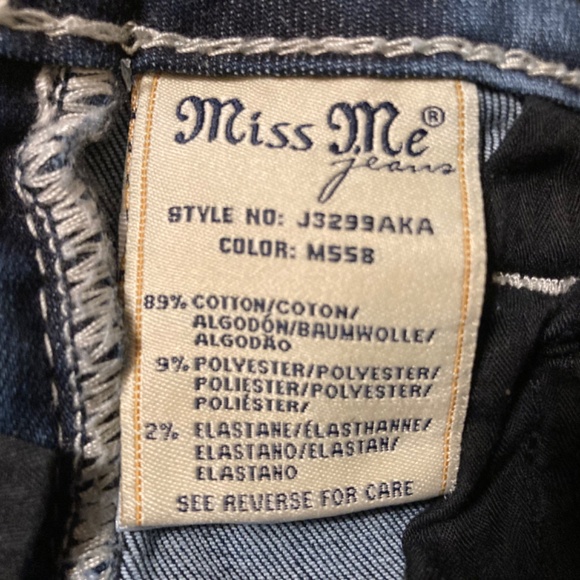 Miss Me®
jeans
STYLE NO: J3299AKA
COLOR: M558
89% COTTON/COTON/
ALGODÓN/BAUMWOLLE/
ALGODÃO
9% POLYESTER/POLYESTER/
POLIESTER/POLYESTER/
POLIÉSTER/
2% ELASTANE/ÉLASTHANNE/
ELASTANO/ELASTAN/
ELASTANO
SEE REVERSE FOR CARE